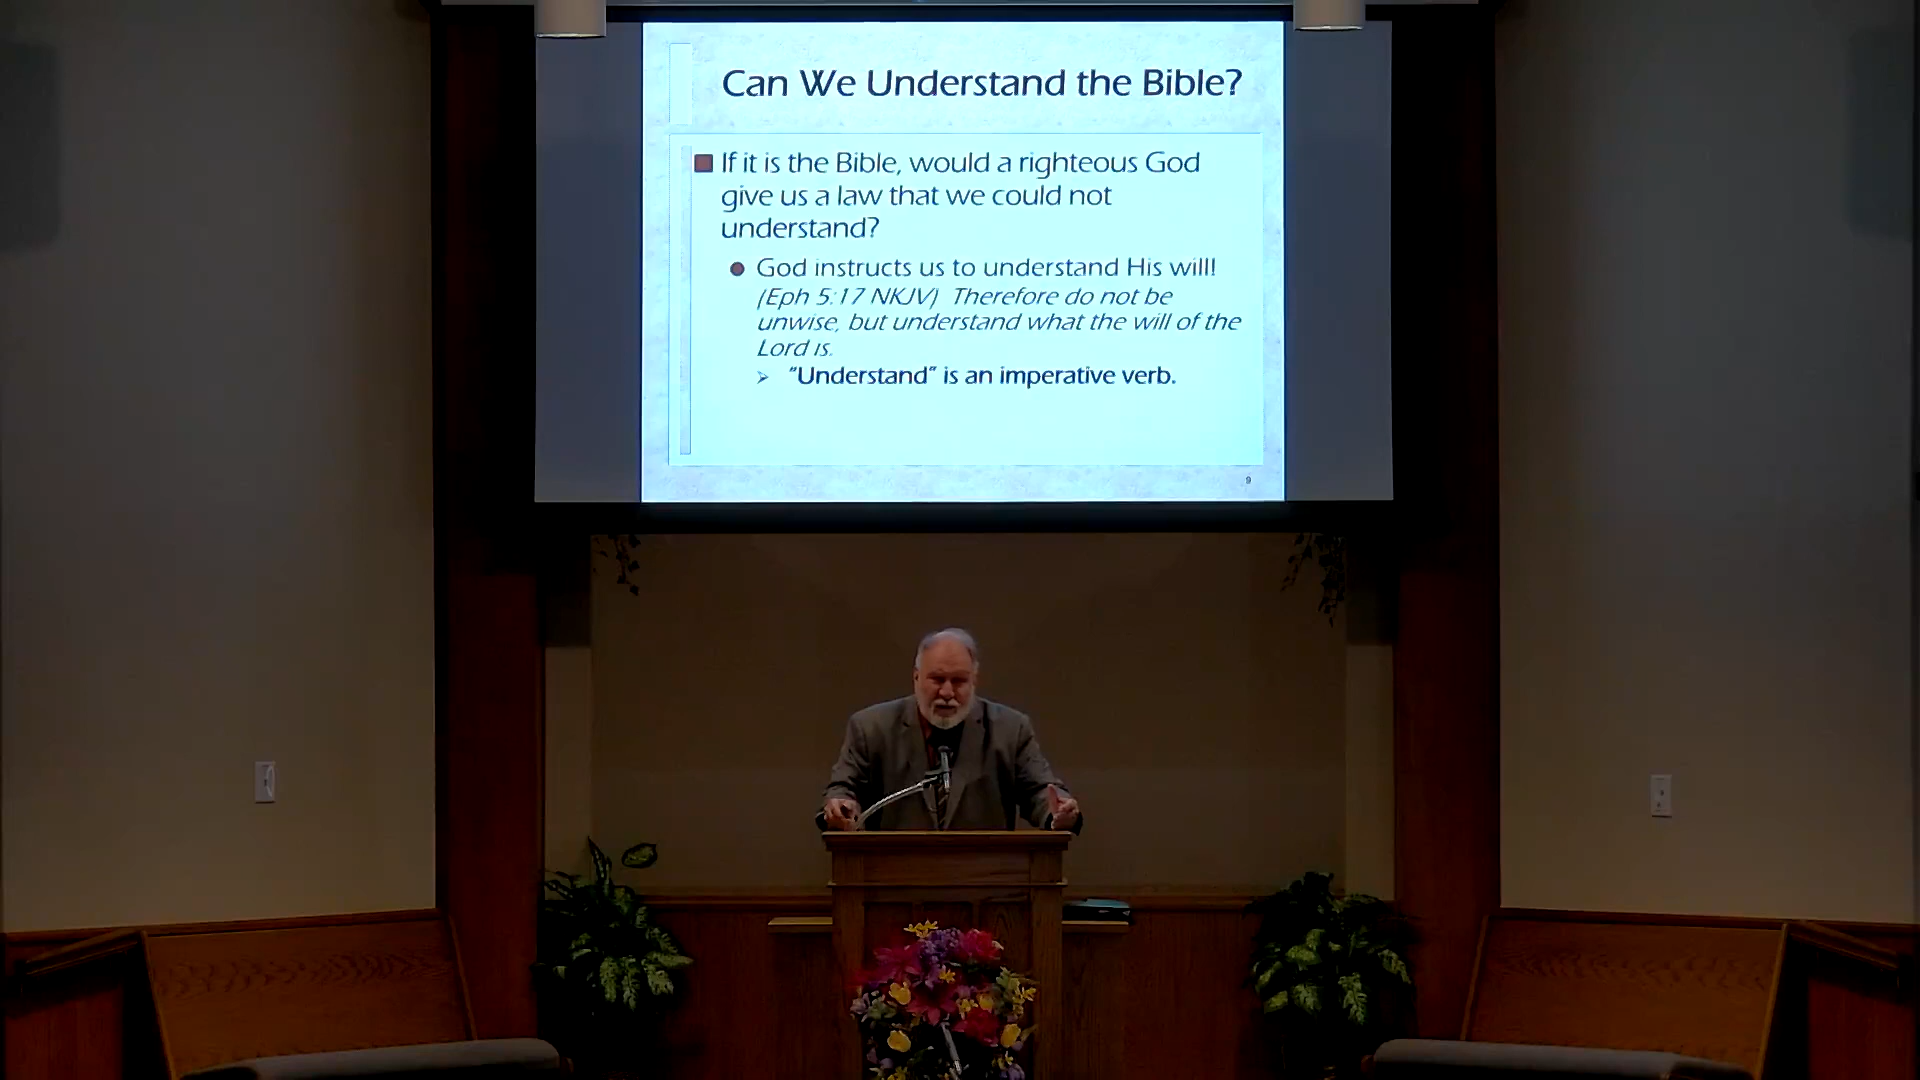 Can We Understand the Bible?
If it is the Bible, would a righteous God
give us a law that we could not
understand?
God instructs us to understand His will!
(Eph 5:17 NKJV) Therefore do not be
unwise, but understand what the will of the
Lord is.
"Understand" is an imperative verb.
9